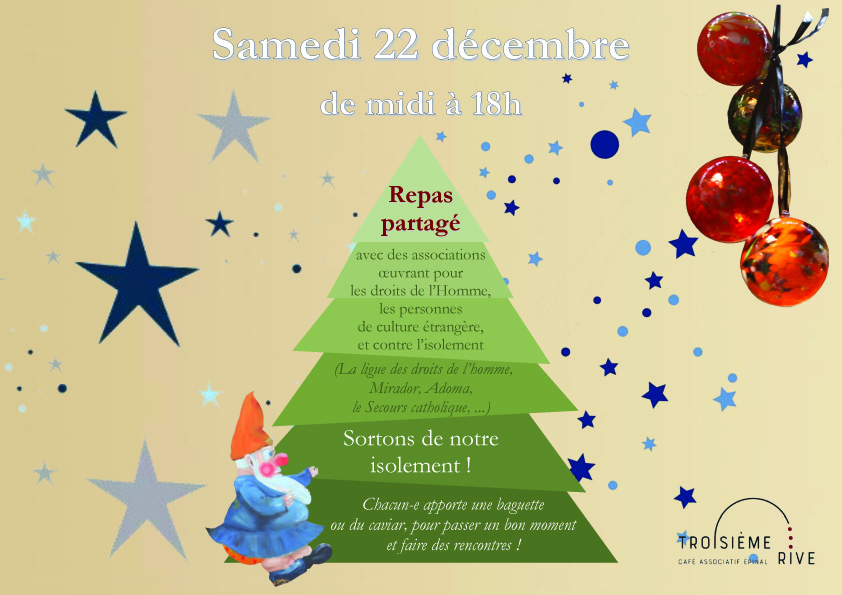 Samedi 22 décembre
de midi à 18h
Repas
partagé
avec des associations
œuvrant pour
les droits de l'Homme,
les personnes
de culture étrangère,
et contre l'isolement
(La ligue des droits de l'homme,
Mirador, Adoma,
le Secours catholique, ...)
Sortons de notre
isolement !
Chacun-e apporte une baguette
ou du caviar, pour passer un bon moment
et faire des rencontres !
TROISIÈME
CAFE ASSOCIATIF EPINAL RIVE